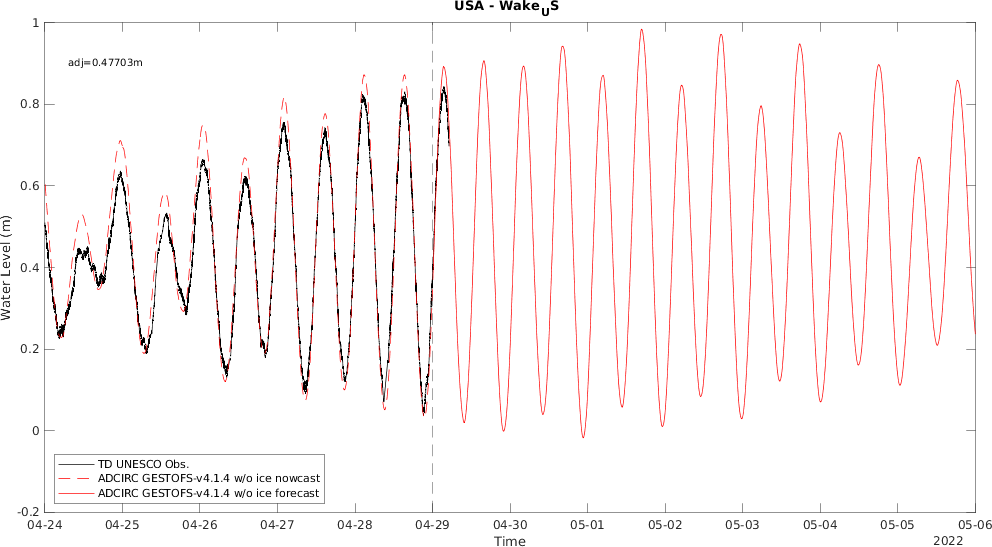 USA - WakeUS
adj=0.47703m
1
0.8
0.6
0.4
0.2
0
-0.2
Water Level (m)
TD UNESCO Obs.
ADCIRC GESTOFS-v4.1.4 w/o ice nowcast
ADCIRC GESTOFS-v4.1.4 w/o ice forecast
04-24 04-25 04-26 04-27 04-28 04-29 04-30 05-01 05-02 05-03 05-04 05-05 05-06
Time
2022